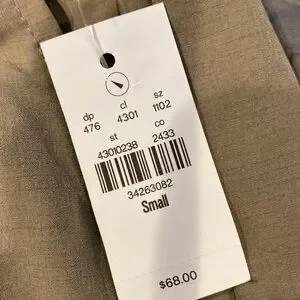 dp cl sz
476 4301 1102
st co
43010238 2433
34263082
Small
$68.00